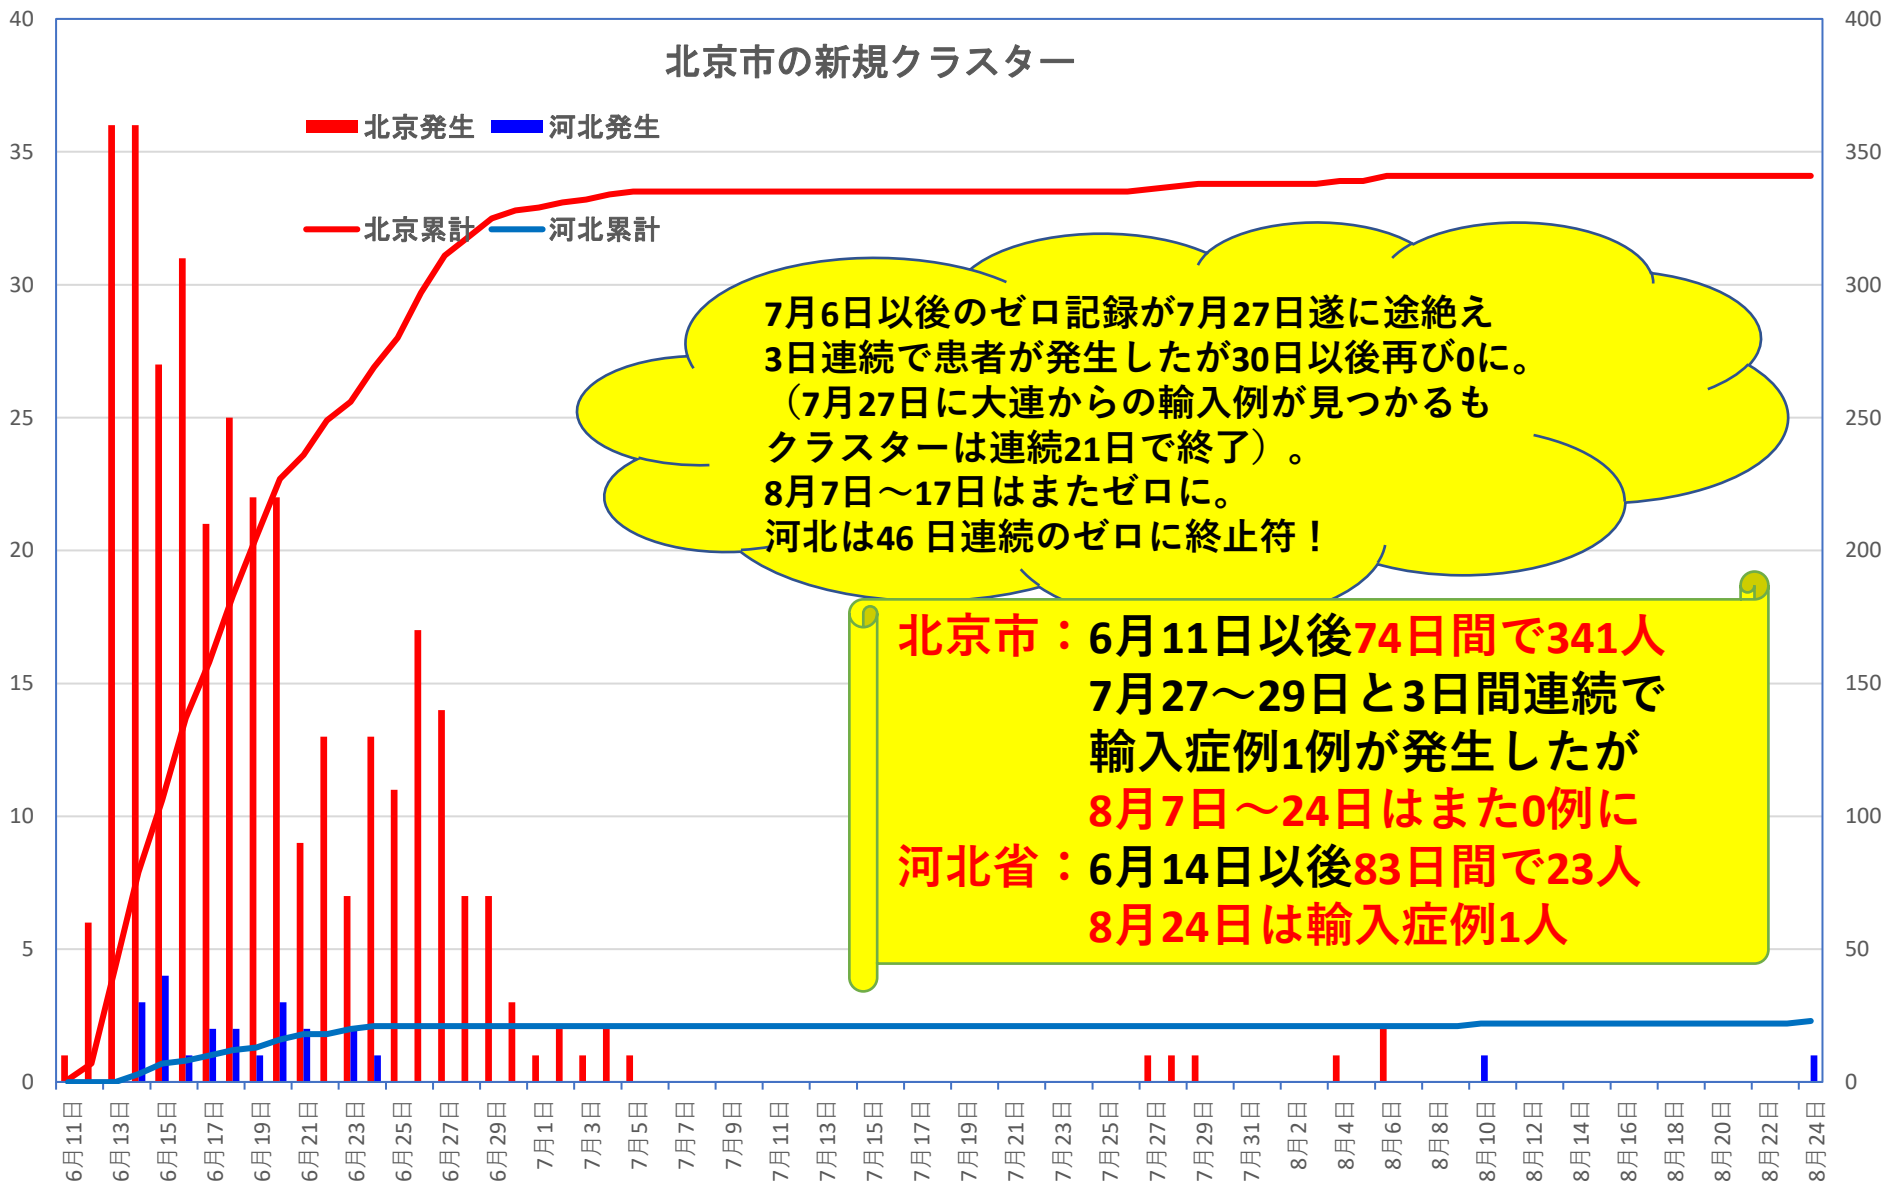 北京市の新規クラスター
北京発生 河北発生
北京累計 河北累計
40
35
30
25
20
15
10
5
0
400
350
300
250
200
150
100
50
0
7月6日以後のゼロ記録が7月27日遂に途絶え
3日連続で患者が発生したが30日以後再び0に。
（7月27日に大連からの輸入例が見つかるも
クラスターは連続21日で終了）。
8月7日～17日はまたゼロに。
河北は46 日連続のゼロに終止符！
北京市：6月11日以後74日間で341人
7月27～29日と3日間連続で
輸入症例1例が発生したが
8月7日～24日はまた0例に
河北省：6月14日以後83日間で23人
8月24日は輸入症例1人
6月11日
6月13日
6月15日
6月17日
6月19日
6月21日
6月23日
6月25日
6月27日
6月29日
7月1日
7月3日
7月5日
7月7日
7月9日
7月11日
7月13日
7月15日
7月17日
7月19日
7月21日
7月23日
7月25日
7月27日
7月29日
7月31日
8月2日
8月4日
8月6日
8月8日
8月10日
8月12日
8月14日
8月16日
8月18日
8月20日
8月22日
8月24日